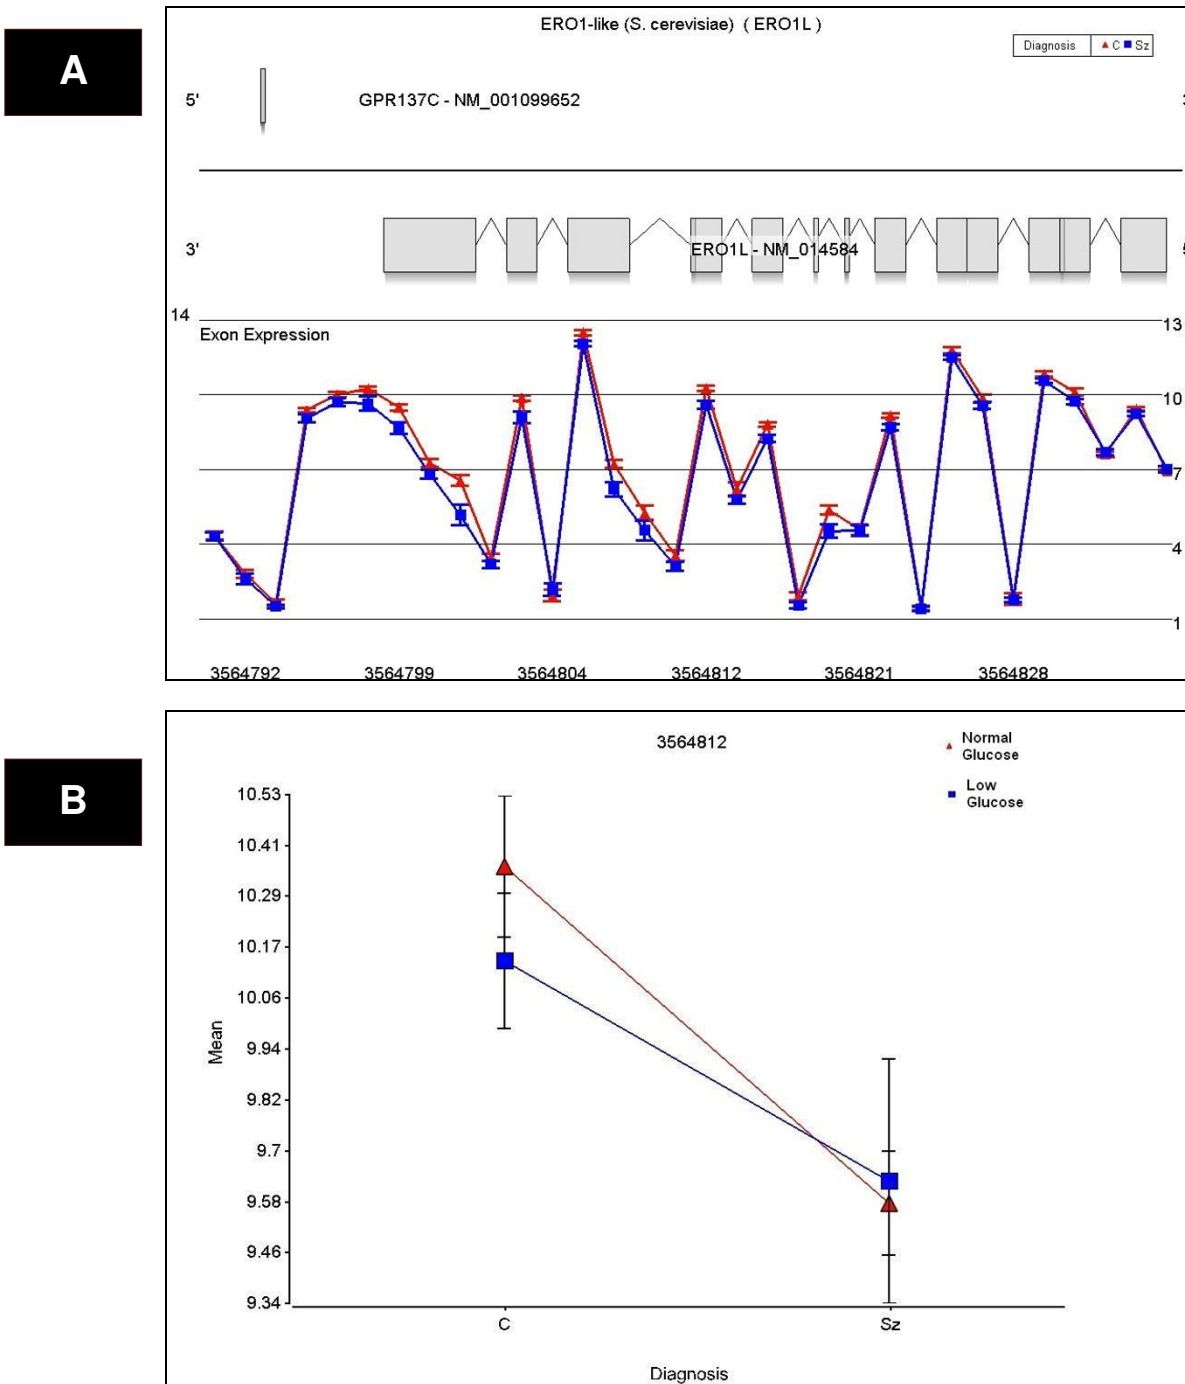 A
ERO1-like (S. cerevisiae) ( ERO1L )
Diagnosis C Sz
5' GPR137C - NM_001099652
3' ERO1L - NM_014584
14 13
Exon Expression
10
7
4
1
3564792 3564799 3564804 3564812 3564821 3564828
B
3564812
Normal
Glucose
Low
Glucose
10.53
10.41
10.29
10.17
10.06
9.94
9.82
9.7
9.58
9.46
9.34
Mean
C Sz
Diagnosis